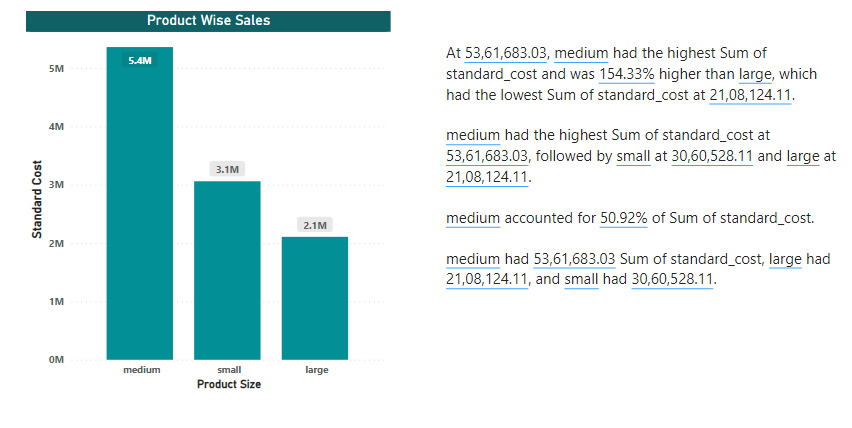 Product Wise Sales
Standard Cost
5M
4M
3M
2M
1M
0M
5.4M
3.1M
2.1M
medium
small
large
Product Size
At 53,61,683.03, medium had the highest Sum of
standard_cost and was 154.33% higher than large, which
had the lowest Sum of standard_cost at 21,08,124.11.
medium had the highest Sum of standard_cost at
53,61,683.03, followed by small at 30,60,528.11 and large at
21,08,124.11.
medium accounted for 50.92% of Sum of standard_cost.
medium had 53,61,683.03 Sum of standard_cost, large had
21,08,124.11, and small had 30,60,528.11.